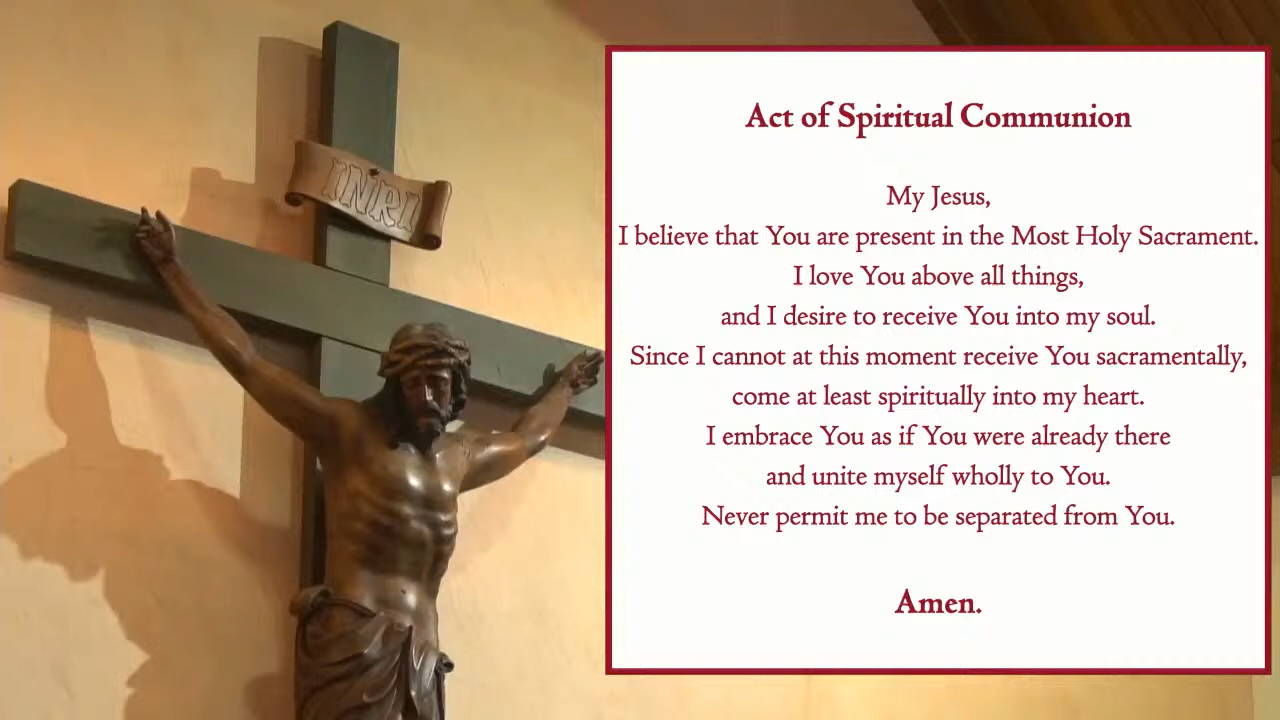 INRI
Act of Spiritual Communion
My Jesus,
I believe that You are present in the Most Holy Sacrament.
I love You above all things,
and I desire to receive You into my soul.
Since I cannot at this moment receive You sacramentally,
come at least spiritually into my heart.
I embrace You as if You were already there
and unite myself wholly to You.
Never permit me to be separated from You.
Amen.